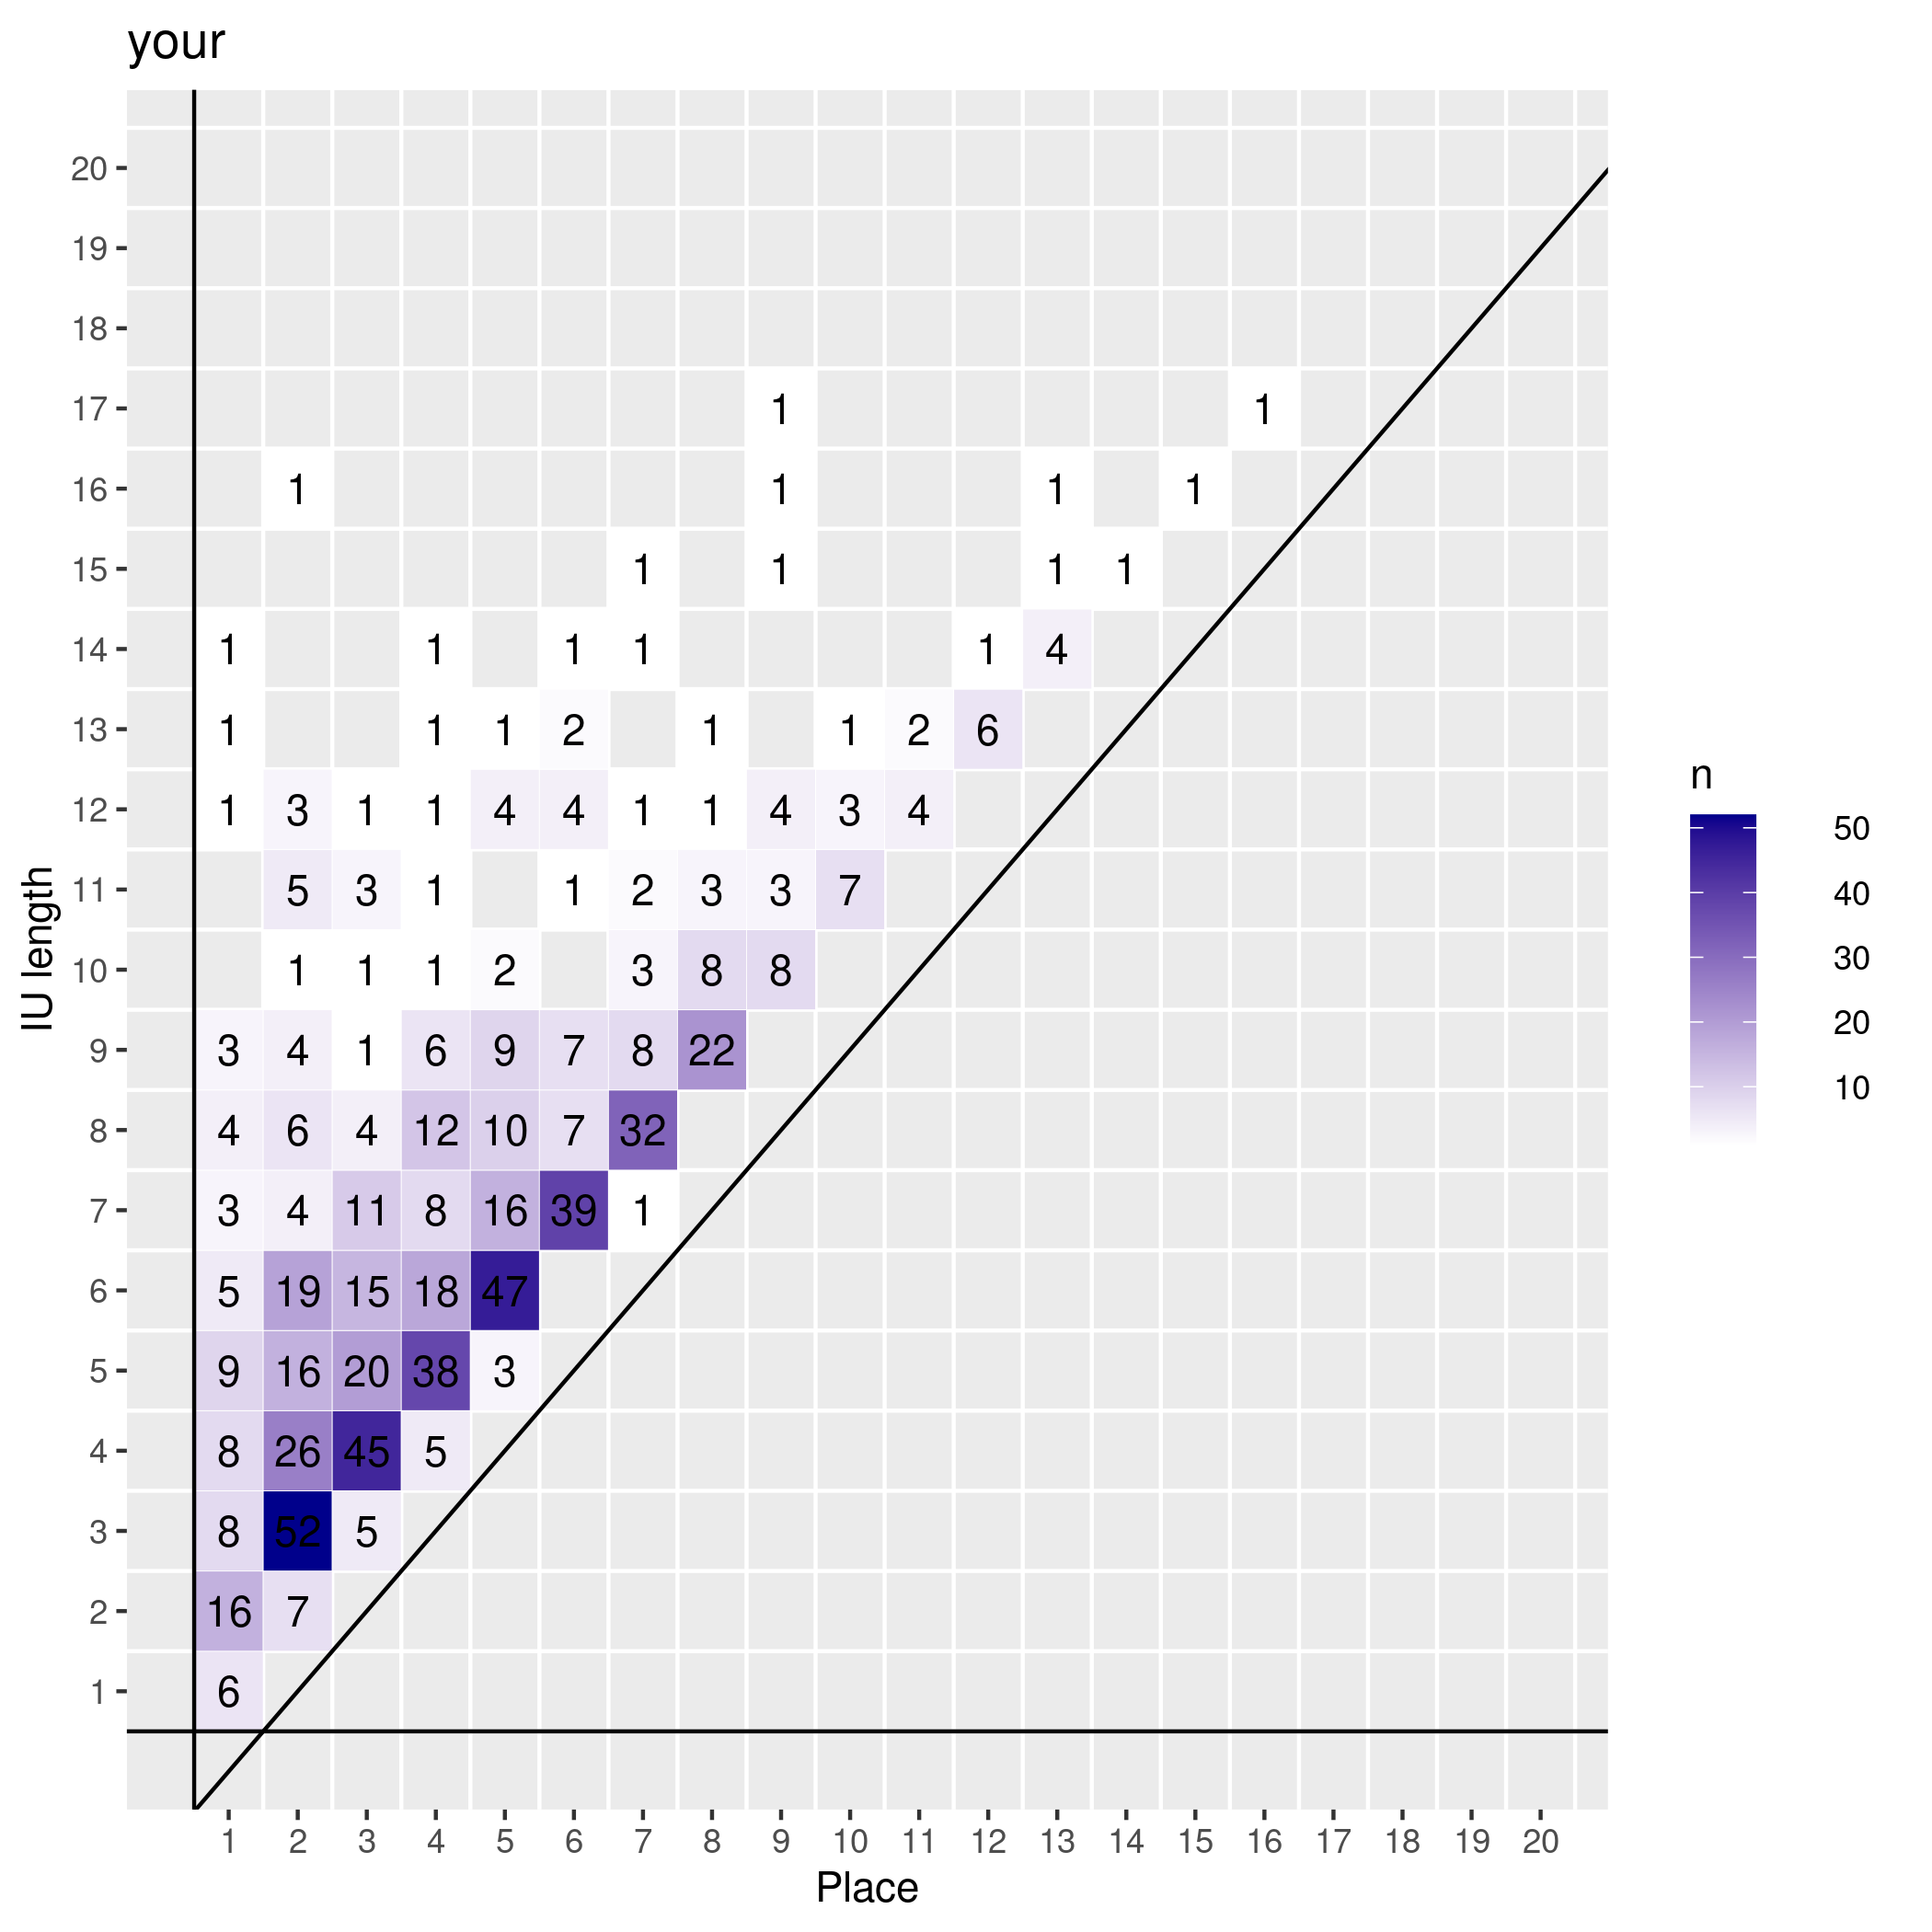 your
20
19
18
17 1 1
16 1 1 1 1
15 1 1 1 1
14 1 1 1 1 1 4
13 1 1 1 2 1 1 2 6
12 1 3 1 1 4 4 1 1 4 3 4
11 5 3 1 1 2 3 3 7
10 1 1 1 2 3 8 8
9 3 4 1 6 9 7 8 22
8 4 6 4 12 10 7 32
7 3 4 11 8 16 39 1
6 5 19 15 18 47
5 9 16 20 38 3
4 8 26 45 5
3 8 52 5
2 16 7
1 6
1 2 3 4 5 6 7 8 9 10 11 12 13 14 15 16 17 18 19 20
Place
IU length
n
50
40
30
20
10